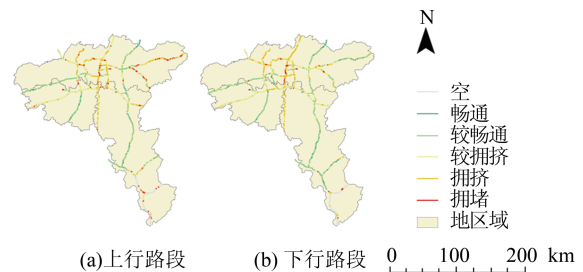 N
空
畅通
较畅通
较拥挤
拥挤
拥堵
地区域
(a)上行路段
(b) 下行路段
0 100 200 km